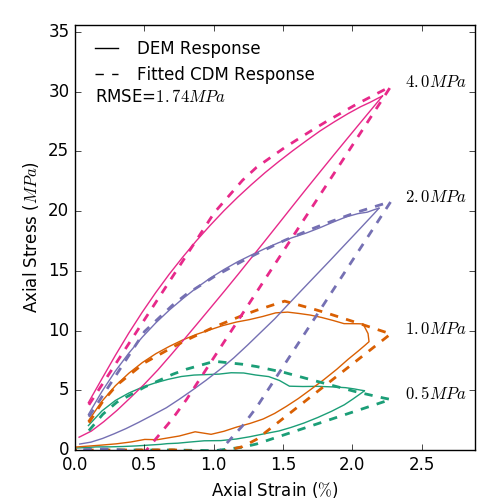 DEM Response
Fitted CDM Response
RMSE=1.74MPa
4.0MPa
2.0MPa
1.0MPa
0.5MPa
Axial Stress (MPa)
35
30
25
20
15
10
5
0
0.0 0.5 1.0 1.5 2.0 2.5
Axial Strain (%)